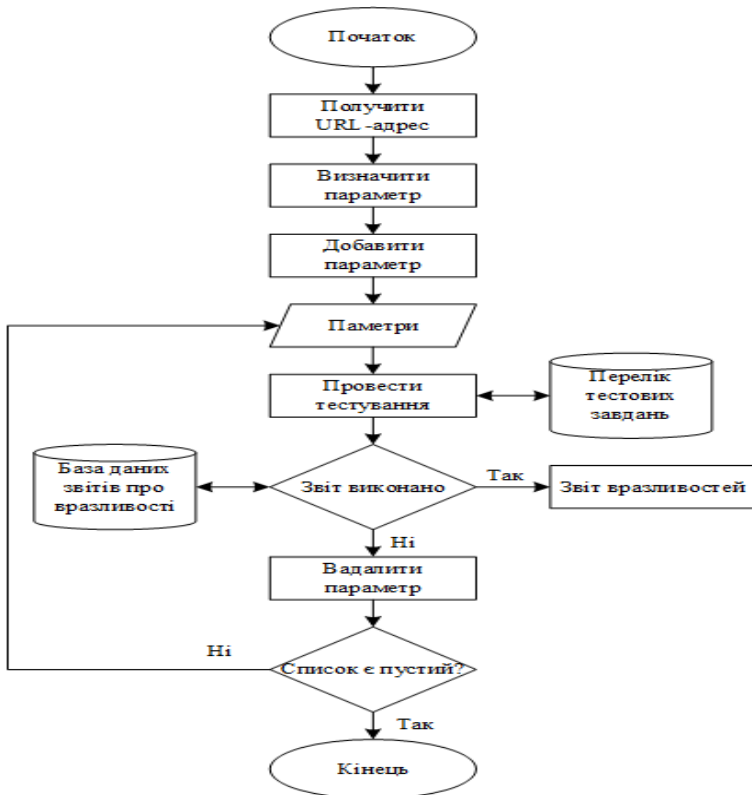 Початок
Получити
URL-адрес
Визначити
параметр
Добавити
параметр
Паметри
Провести
тестування
Перелік
тестових
завдань
База даних
звітів про
вразливості
Звіт виконано
Так
Звіт вразливостей
Ні
Вадалити
параметр
Ні
Список є пустий?
Так
Кінець